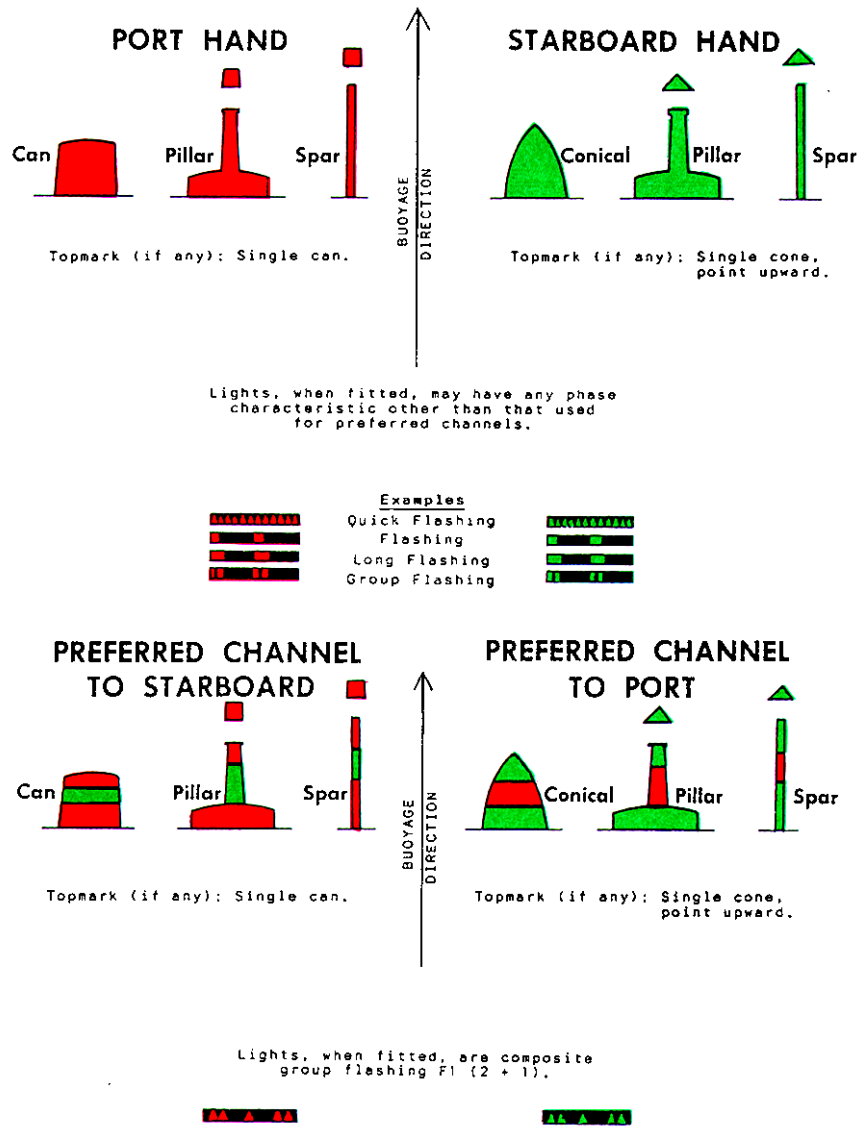 PORT HAND
STARBOARD HAND
Can
Pillar
Spar
Conical
Pillar
Spar
BUOYAGE
DIRECTION
Topmark (if any): Single can.
Topmark (if any): Single cone,
point upward.
Lights, when fitted, may have any phase
characteristic other than that used
for preferred channels.
Examples
Quick Flashing
Flashing
Long Flashing
Group Flashing
PREFERRED CHANNEL
TO STARBOARD
PREFERRED CHANNEL
TO PORT
Can
Pillar
Spar
Conical
Pillar
Spar
BUOYAGE
DIRECTION
Topmark (if any): Single can.
Topmark (if any): Single cone,
point upward.
Lights, when fitted, are composite
group flashing Fl (2 + 1).